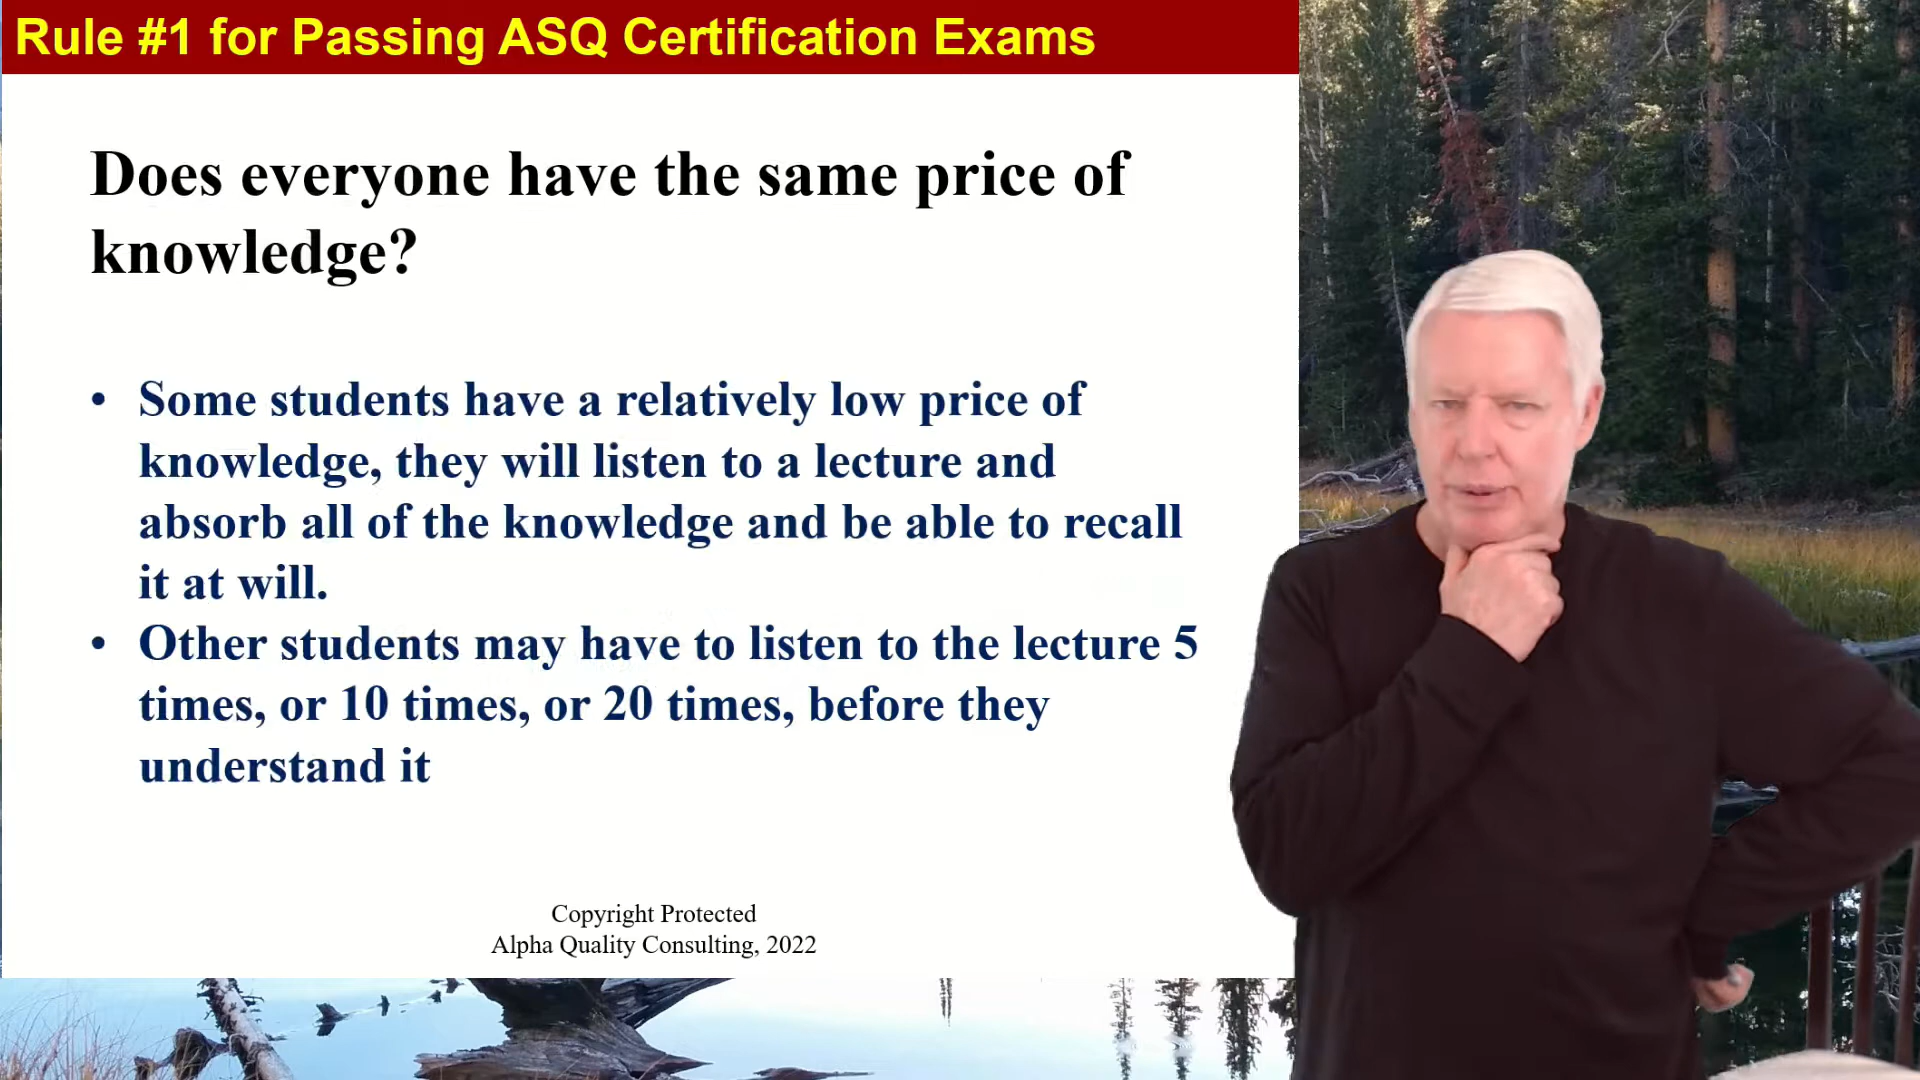 Rule #1 for Passing ASQ Certification Exams
Does everyone have the same price of
knowledge?
• Some students have a relatively low price of
knowledge, they will listen to a lecture and
absorb all of the knowledge and be able to recall
it at will.
• Other students may have to listen to the lecture 5
times, or 10 times, or 20 times, before they
understand it
Copyright Protected
Alpha Quality Consulting, 2022